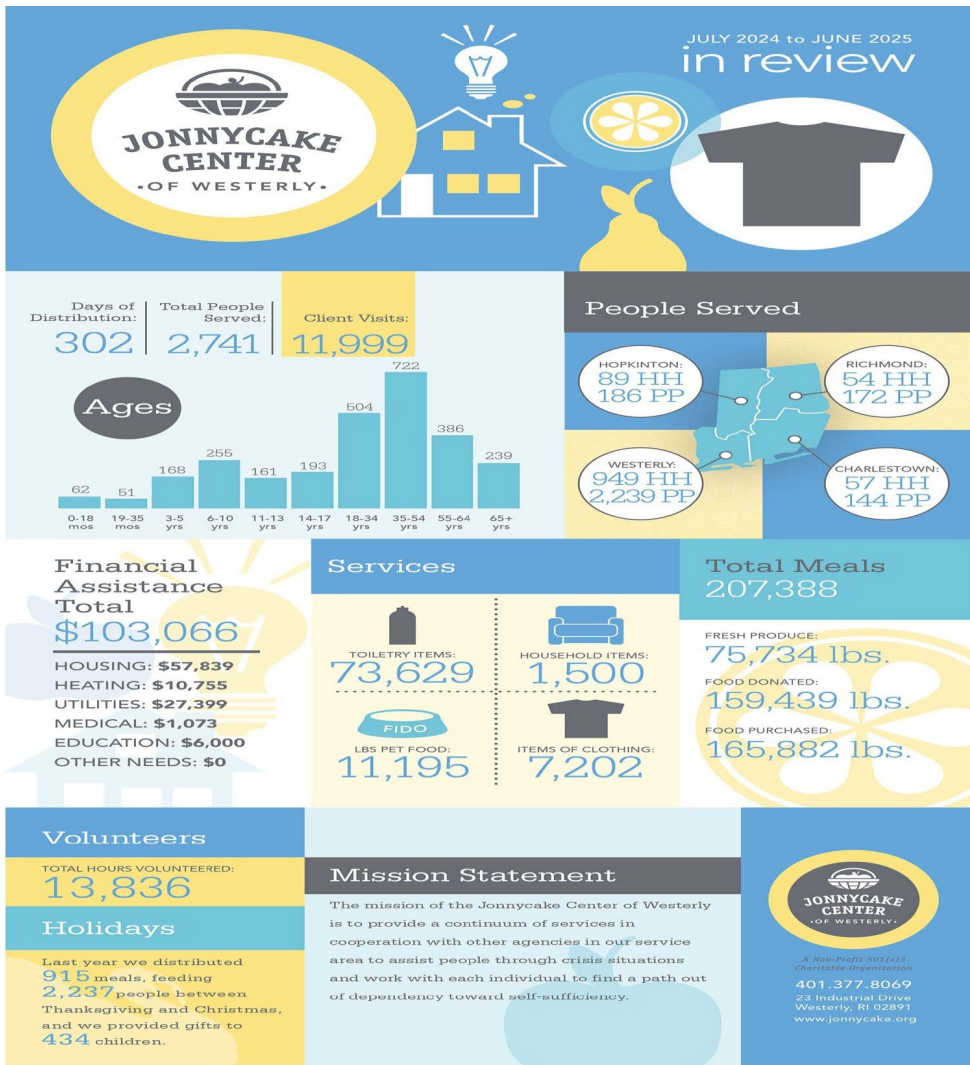 JONNYCAKE
CENTER
•OF WESTERLY•
JULY 2024 to JUNE 2025
in review
Days of
Distribution:
302
Total People
Served:
2,741
Client Visits:
11,999
Ages
62
51
168
255
161
193
504
722
386
239
0-18
mos
19-35
mos
3-5
yrs
6-10
yrs
11-13
yrs
14-17
yrs
18-34
yrs
35-54
yrs
55-64
yrs
65+
yrs
People Served
HOPKINTON:
89 HH
186 PP
RICHMOND:
54 HH
172 PP
WESTERLY:
949 HH
2,239 PP
CHARLESTOWN:
57 HH
144 PP
Financial
Assistance
Total
$103,066
HOUSING: $57,839
HEATING: $10,755
UTILITIES: $27,399
MEDICAL: $1,073
EDUCATION: $6,000
OTHER NEEDS: $0
Services
TOILETRY ITEMS:
73,629
HOUSEHOLD ITEMS:
1,500
FIDO
LBS PET FOOD:
11,195
ITEMS OF CLOTHING:
7,202
Total Meals
207,388
FRESH PRODUCE:
75,734 lbs.
FOOD DONATED:
159,439 lbs.
FOOD PURCHASED:
165,882 lbs.
Volunteers
TOTAL HOURS VOLUNTEERED:
13,836
Holidays
Last year we distributed
915 meals, feeding
2,237 people between
Thanksgiving and Christmas,
and we provided gifts to
434 children.
Mission Statement
The mission of the Jonnycake Center of Westerly
is to provide a continuum of services in
cooperation with other agencies in our service
area to assist people through crisis situations
and work with each individual to find a path out
of dependency toward self-sufficiency.
JONNYCAKE
CENTER
•OF WESTERLY•
A Non-Profit 501(c)3
Charitable Organization
401.377.8069
23 Industrial Drive
Westerly, RI 02891
www.jonnycake.org